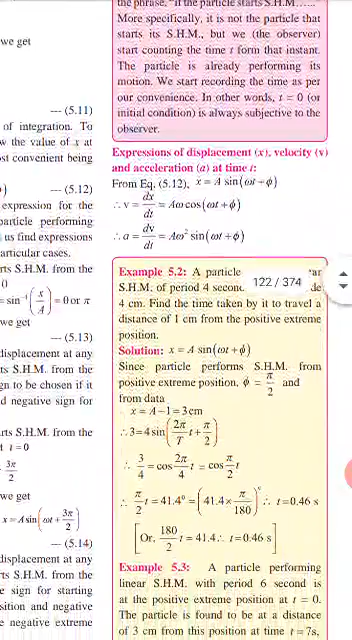 we get
--- (5.11)
of integration. To
w the value of x at
st convenient being
) --- (5.12)
expression for the
particle performing
us find expressions
articular cases.
rts S.H.M. from the
0
= sin⁻¹(x/A) = 0 or π
we get
--- (5.13)
displacement at any
ts S.H.M. from the
gn to be chosen if it
d negative sign for
rts S.H.M. from the
t t = 0
3π/2
we get
x = A sin(ωt + 3π/2)
--- (5.14)
displacement at any
ts S.H.M. from the
e sign for starting
sition and negative
e negative extreme
the phrase, "if the particle starts S.H.M......"
More specifically, it is not the particle that
starts its S.H.M., but we (the observer)
start counting the time t form that instant.
The particle is already performing its
motion. We start recording the time as per
our convenience. In other words, t = 0 (or
initial condition) is always subjective to the
observer.
Expressions of displacement (x), velocity (v)
and acceleration (a) at time t:
From Eq. (5.12), x = A sin(ωt+ϕ)
∴ v = dx/dt = Aω cos(ωt+ϕ)
∴ a = dv/dt = Aω² sin(ωt+ϕ)
Example 5.2: A particle ar
S.H.M. of period 4 second de
122 / 374
4 cm. Find the time taken by it to travel a
distance of 1 cm from the positive extreme
position.
Solution: x = A sin(ωt+ϕ)
Since particle performs S.H.M. from
positive extreme position, ϕ = π/2 and
from data
x = A−1 = 3 cm
∴ 3 = 4 sin(2π/T t + π/2)
∴ 3/4 = cos 2π/4 t = cos π/2 t
∴ π/2 t = 41.4⁰ = (41.4 × π/180)ᶜ ∴ t = 0.46 s
[Or, 180/2 t = 41.4 ∴ t = 0.46 s]
Example 5.3: A particle performing
linear S.H.M. with period 6 second is
at the positive extreme position at t = 0.
The particle is found to be at a distance
of 3 cm from this position at time t = 7s,